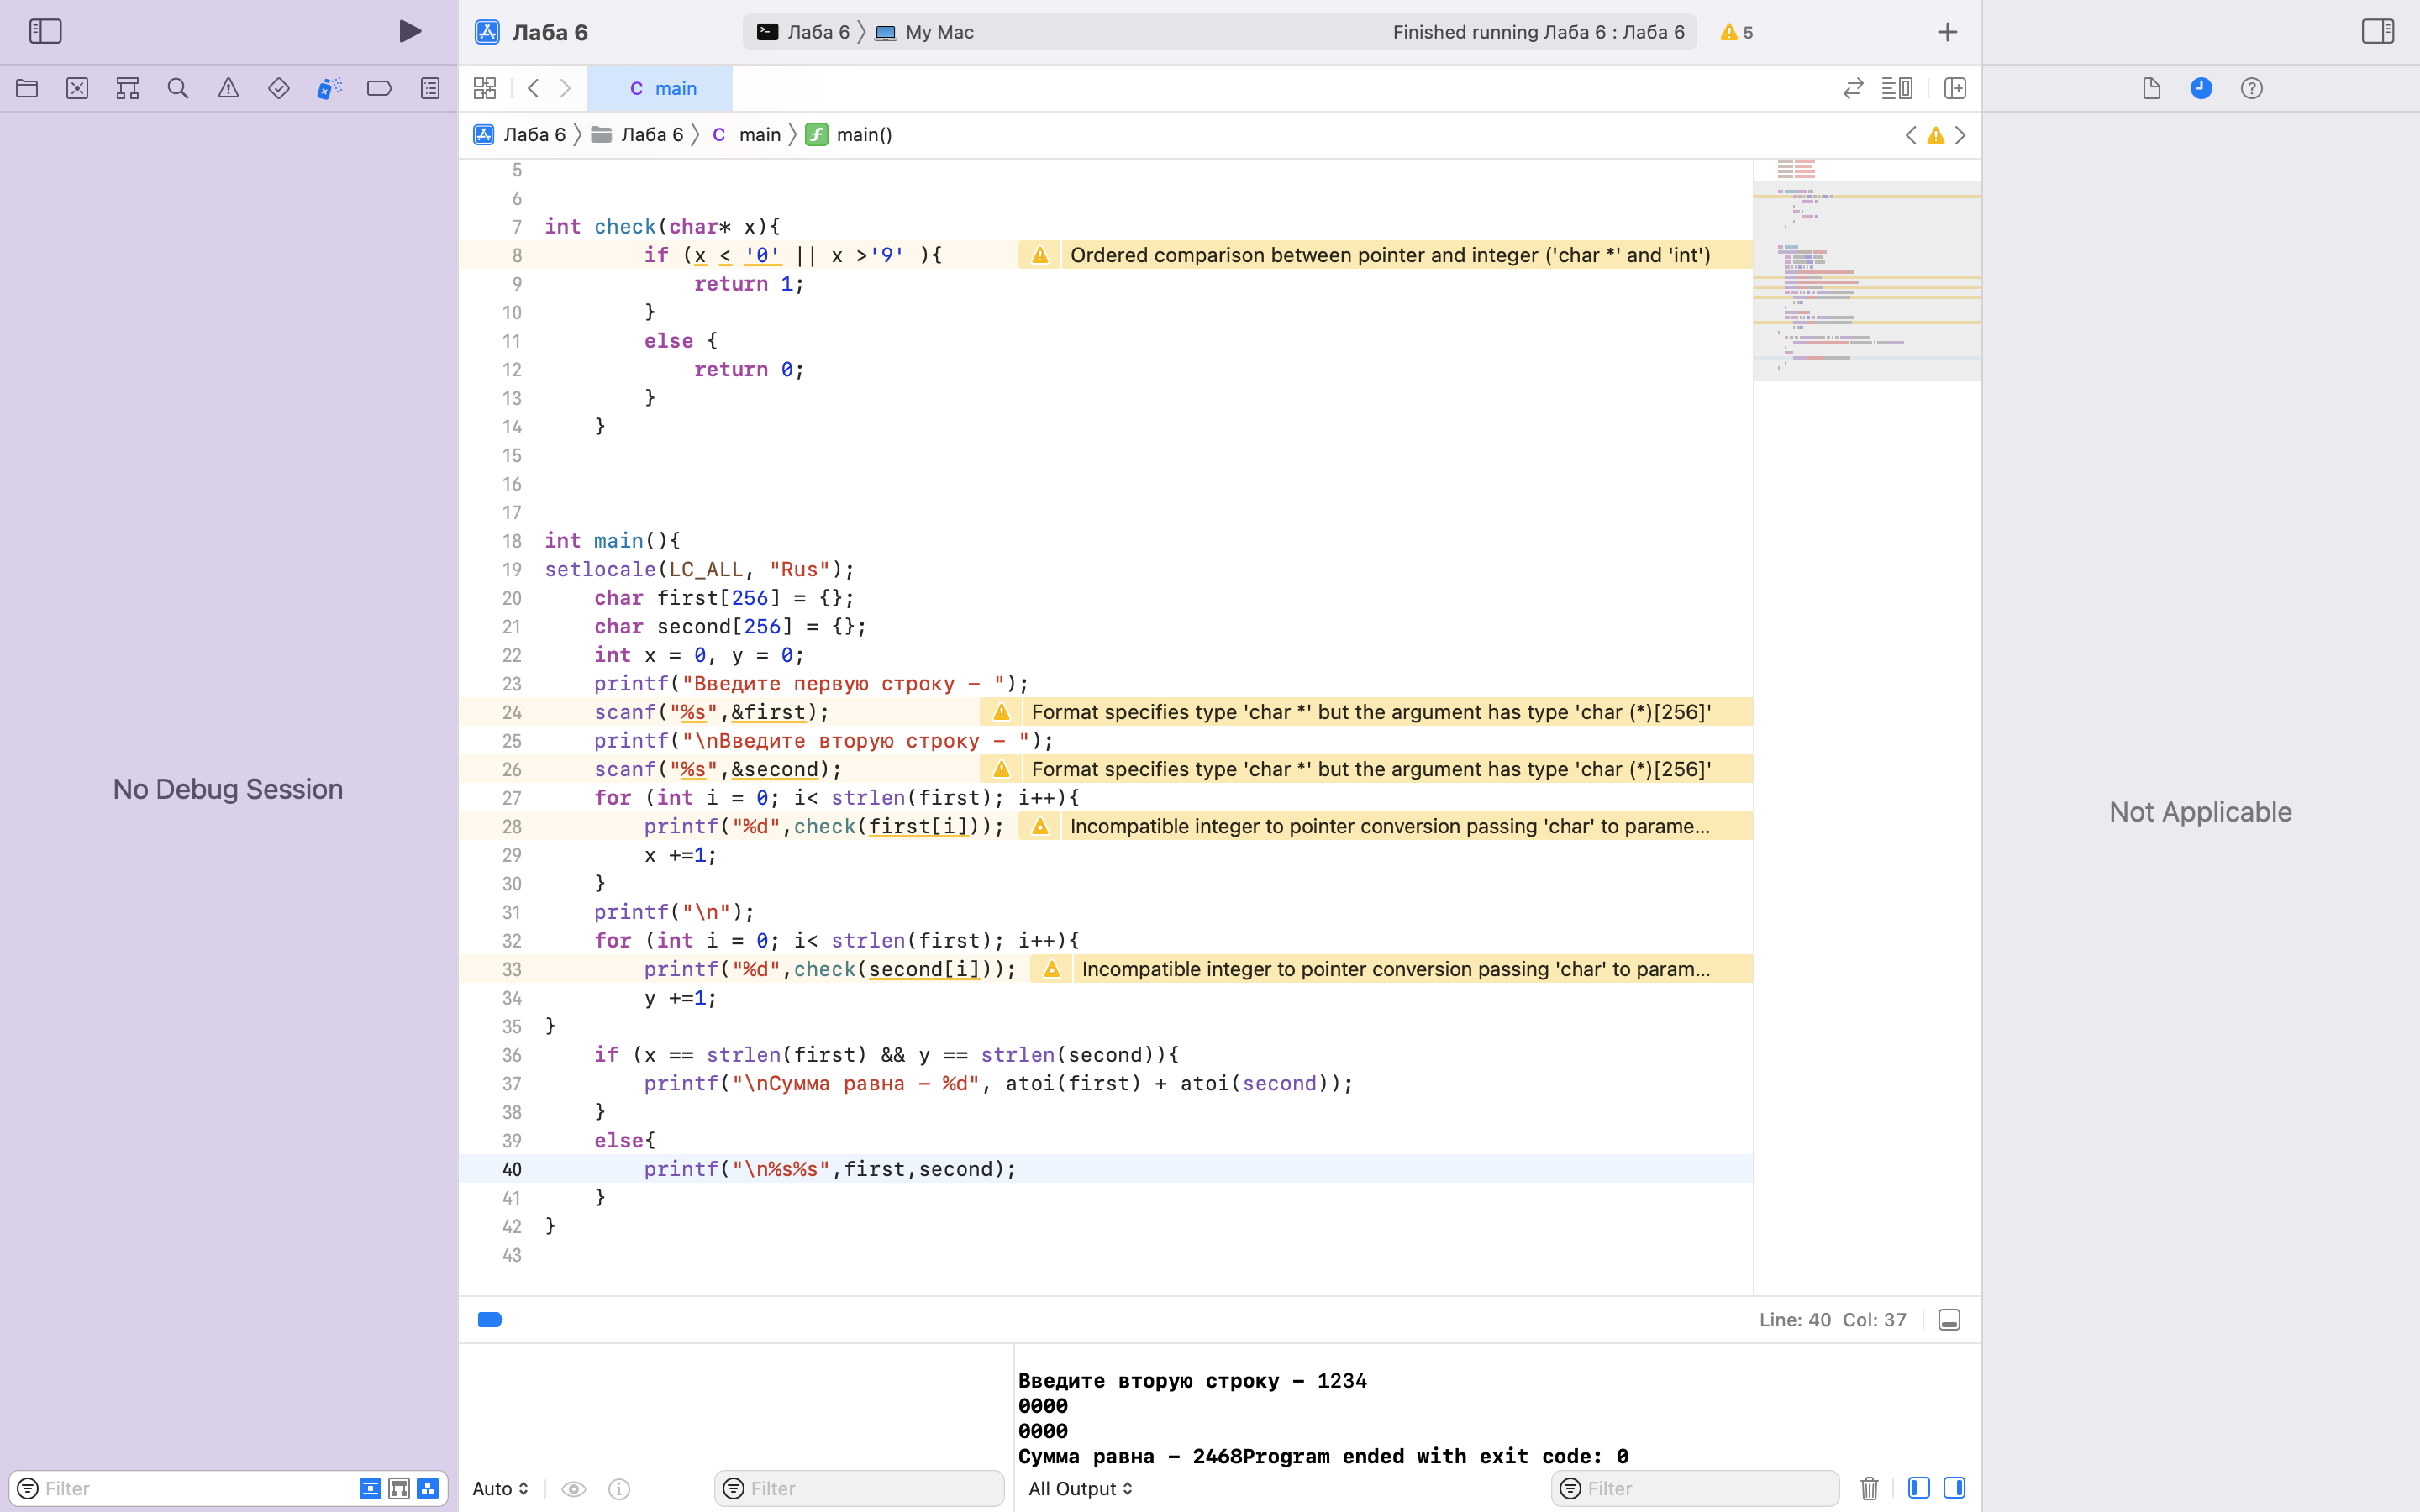 Лаба 6
Лаба 6 〉 My Mac
Finished running Лаба 6 : Лаба 6
5
C main
Лаба 6 〉 Лаба 6 〉 C main 〉 f main()
5
6
7 int check(char* x){
8 if (x < '0' || x >'9' ){ Ordered comparison between pointer and integer ('char *' and 'int')
9 return 1;
10 }
11 else {
12 return 0;
13 }
14 }
15
16
17
18 int main(){
19 setlocale(LC_ALL, "Rus");
20 char first[256] = {};
21 char second[256] = {};
22 int x = 0, y = 0;
23 printf("Введите первую строку – ");
24 scanf("%s",&first); Format specifies type 'char *' but the argument has type 'char (*)[256]'
25 printf("\nВведите вторую строку – ");
26 scanf("%s",&second); Format specifies type 'char *' but the argument has type 'char (*)[256]'
27 for (int i = 0; i< strlen(first); i++){
28 printf("%d",check(first[i])); Incompatible integer to pointer conversion passing 'char' to parame...
29 x +=1;
30 }
31 printf("\n");
32 for (int i = 0; i< strlen(first); i++){
33 printf("%d",check(second[i])); Incompatible integer to pointer conversion passing 'char' to param...
34 y +=1;
35 }
36 if (x == strlen(first) && y == strlen(second)){
37 printf("\nСумма равна – %d", atoi(first) + atoi(second));
38 }
39 else{
40 printf("\n%s%s",first,second);
41 }
42 }
43
No Debug Session
Not Applicable
Line: 40 Col: 37
Введите вторую строку – 1234
0000
0000
Сумма равна – 2468Program ended with exit code: 0
Filter
Auto
Filter
All Output
Filter